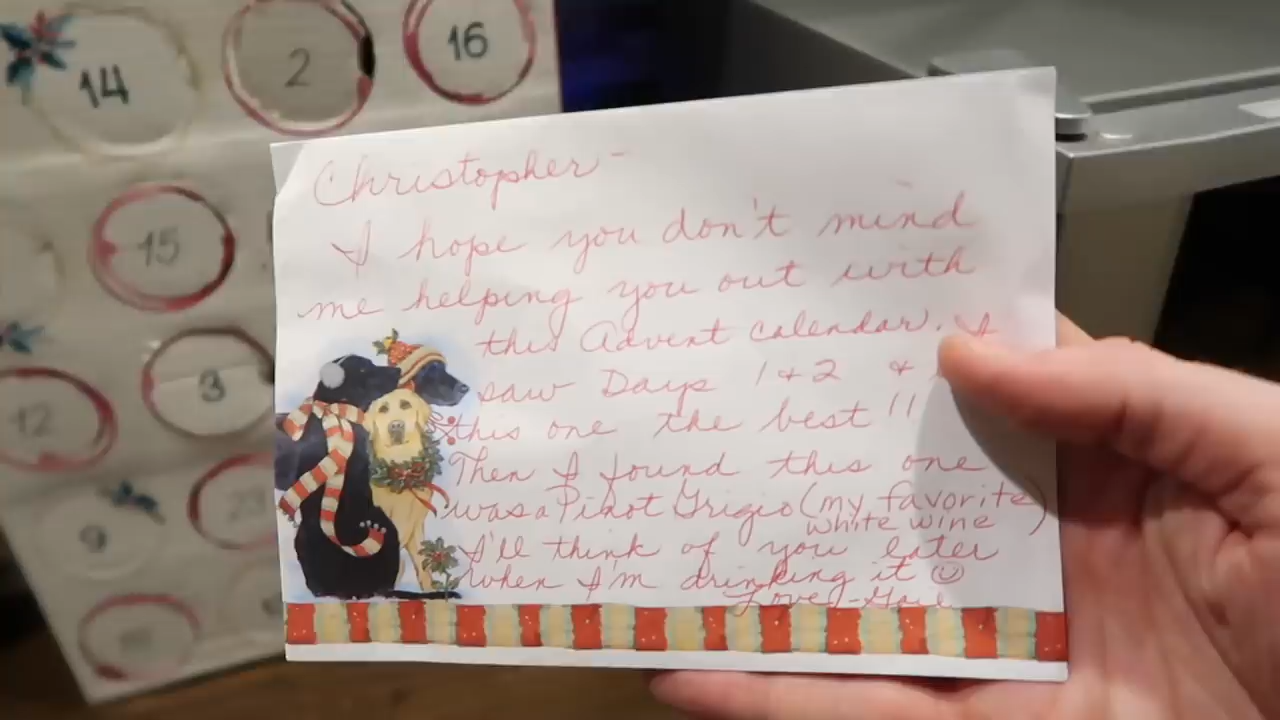 14
2
16
15
3
12
9
Christopher-
I hope you don't mind
me helping you out with
this Advent calendar. I
saw Days 1 & 2 &
this one the best!!
Then I found this one
was a Pinot Grigio (my favorite
white wine)
I'll think of you later
when I'm drinking it ☺
Love, Gail